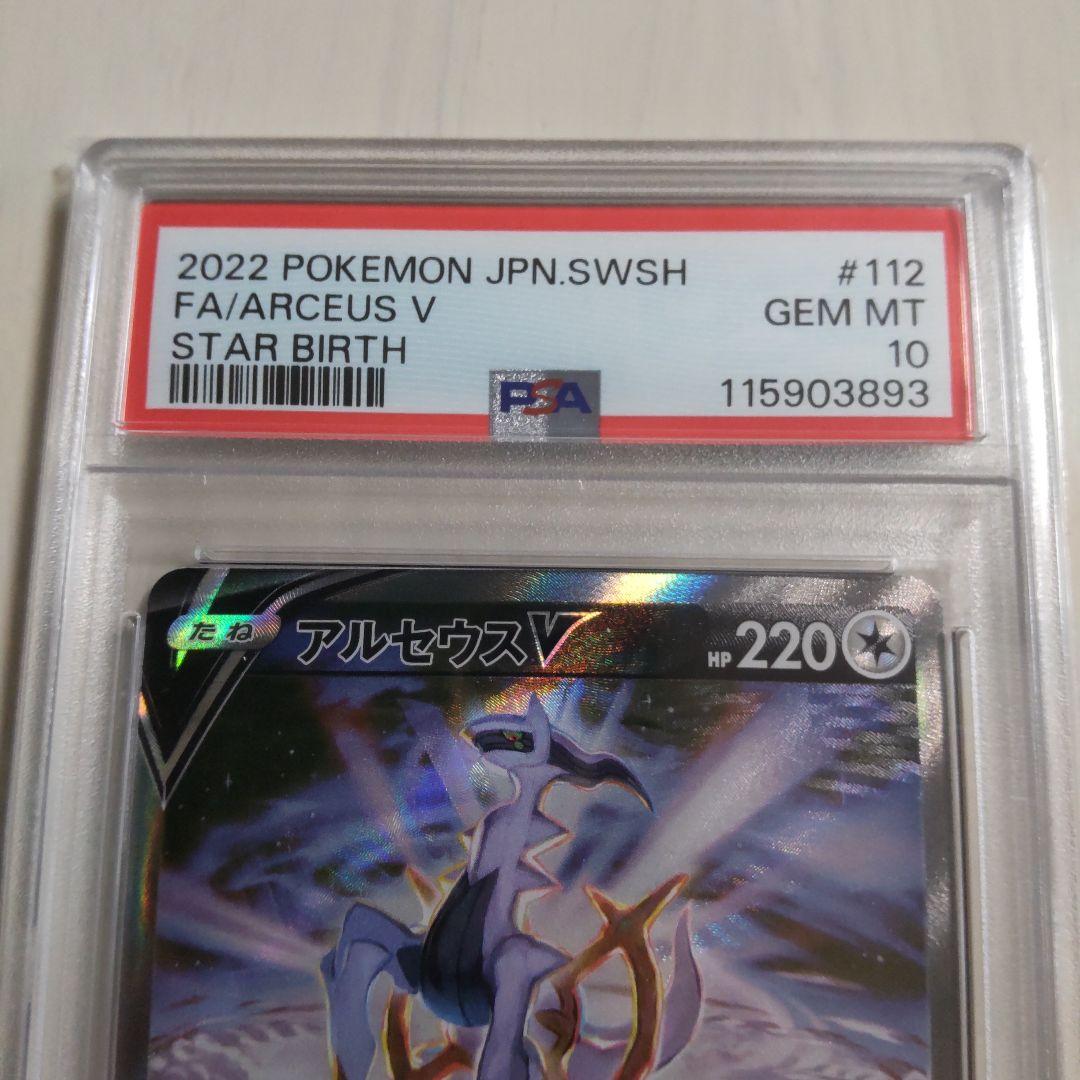 2022 POKEMON JPN.SWSH #112
FA/ARCEUS V GEM MT
STAR BIRTH 10
PSA 115903893
たね アルセウスV HP 220